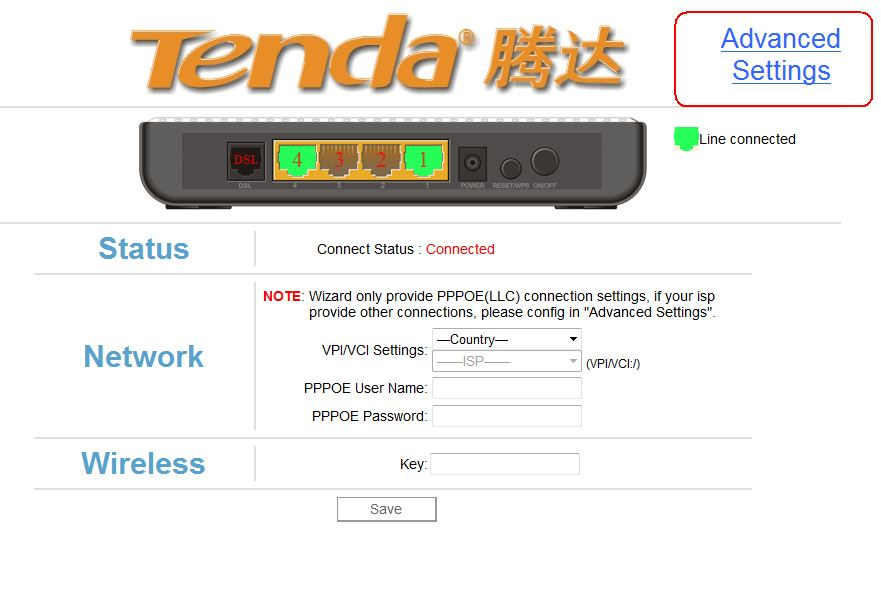 Tenda® 腾达
Advanced
Settings
DSL 4 3 2 1
DSL 4 3 2 1 POWER RESET/WPS ON/OFF
Line connected
Status
Connect Status : Connected
Network
NOTE: Wizard only provide PPPOE(LLC) connection settings, if your isp
provide other connections, please config in "Advanced Settings".
VPI/VCI Settings: —Country—
——ISP—— (VPI/VCI:/)
PPPOE User Name:
PPPOE Password:
Wireless
Key:
Save